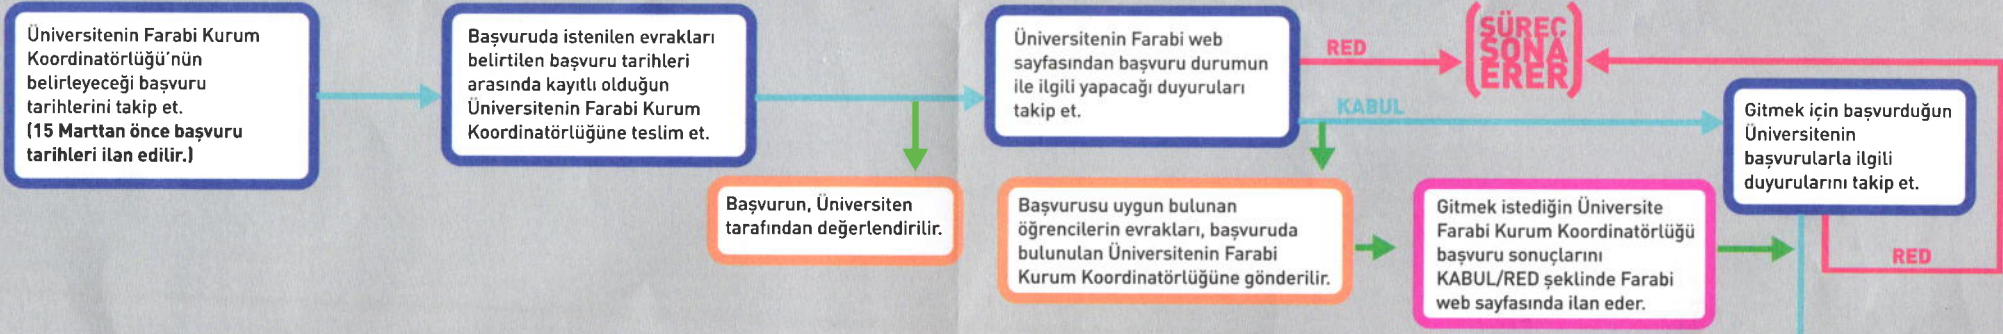 Üniversitenin Farabi Kurum
Koordinatörlüğü'nün
belirleyeceği başvuru
tarihlerini takip et.
(15 Marttan önce başvuru
tarihleri ilan edilir.)
Başvuruda istenilen evrakları
belirtilen başvuru tarihleri
arasında kayıtlı olduğun
Üniversitenin Farabi Kurum
Koordinatörlüğüne teslim et.
Başvurun, Üniversiten
tarafından değerlendirilir.
Üniversitenin Farabi web
sayfasından başvuru durumun
ile ilgili yapacağı duyuruları
takip et.
RED
SÜREÇ
SONA
ERER
KABUL
Başvurusu uygun bulunan
öğrencilerin evrakları, başvuruda
bulunulan Üniversitenin Farabi
Kurum Koordinatörlüğüne gönderilir.
Gitmek istediğin Üniversite
Farabi Kurum Koordinatörlüğü
başvuru sonuçlarını
KABUL/RED şeklinde Farabi
web sayfasında ilan eder.
Gitmek için başvurduğun
Üniversitenin
başvurularla ilgili
duyurularını takip et.
RED